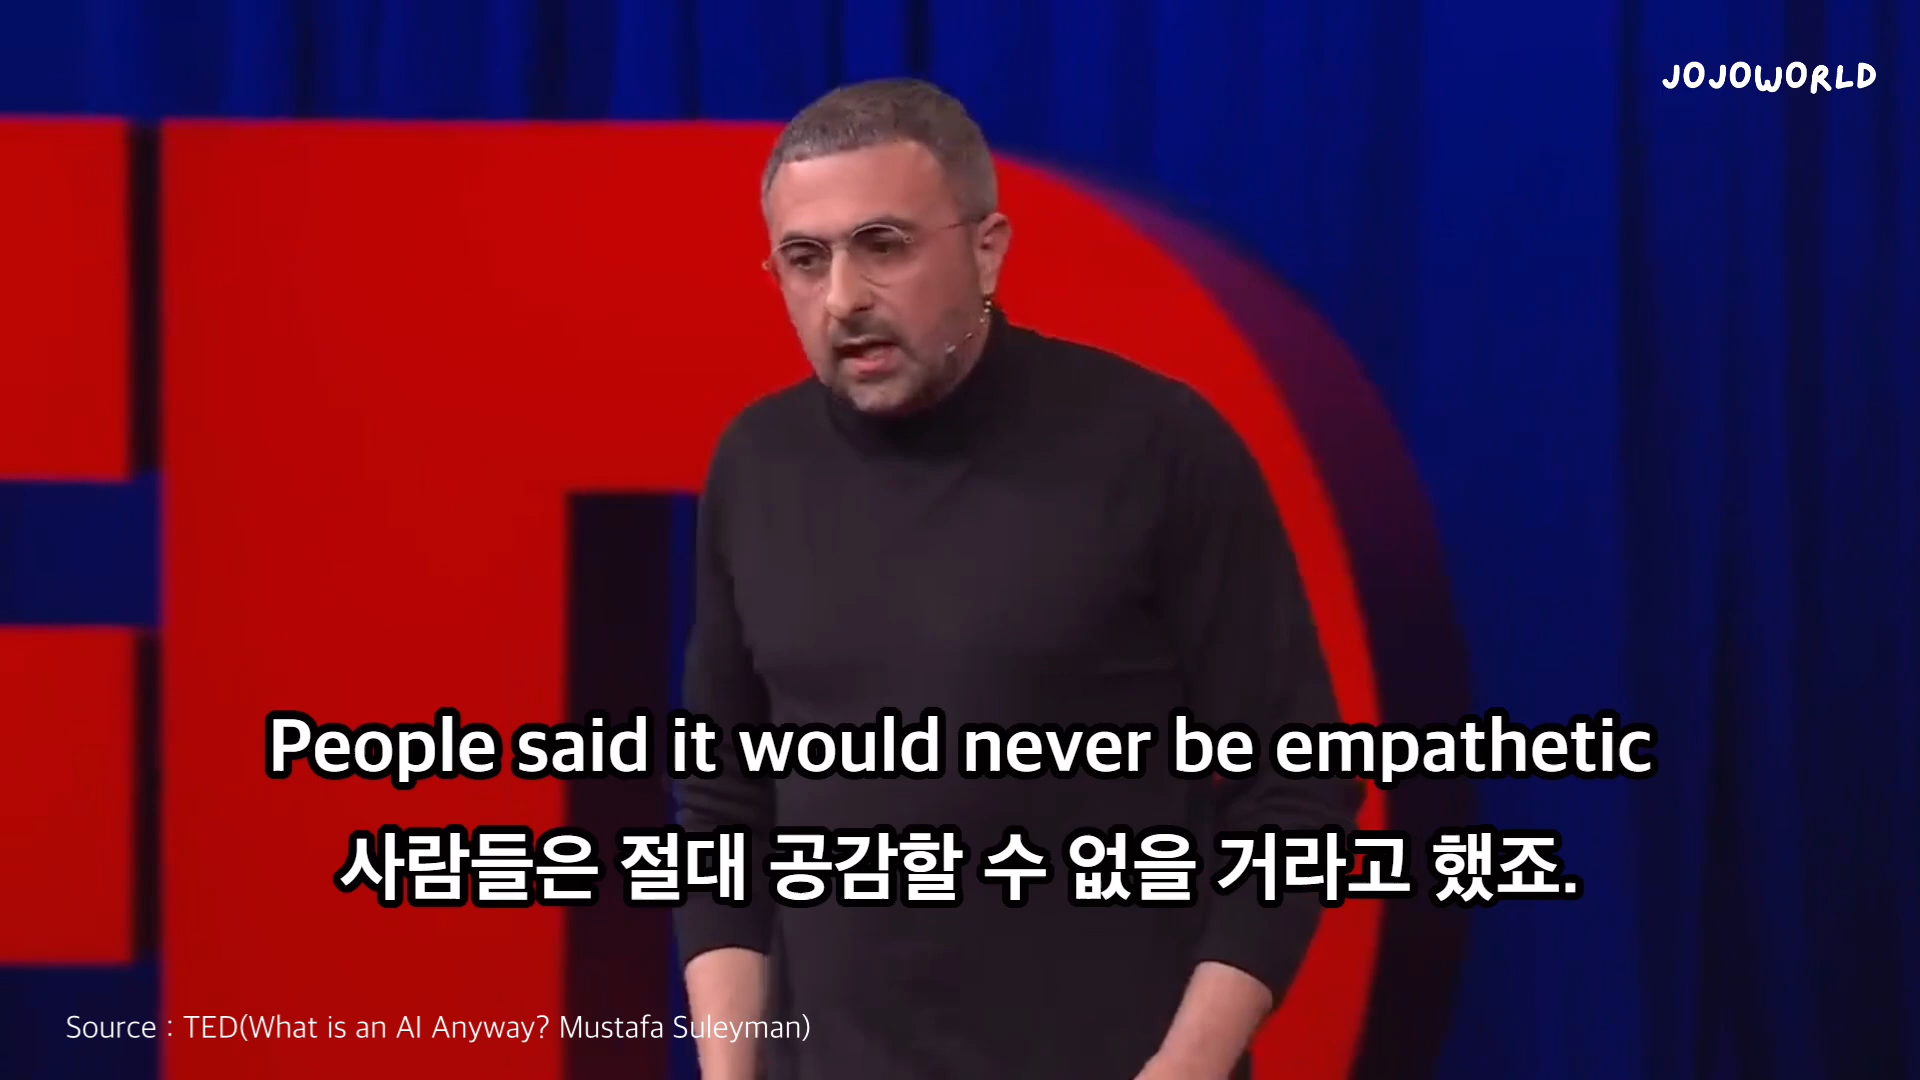 JOJOWORLD
People said it would never be empathetic
사람들은 절대 공감할 수 없을 거라고 했죠.
Source : TED(What is an AI Anyway? Mustafa Suleyman)